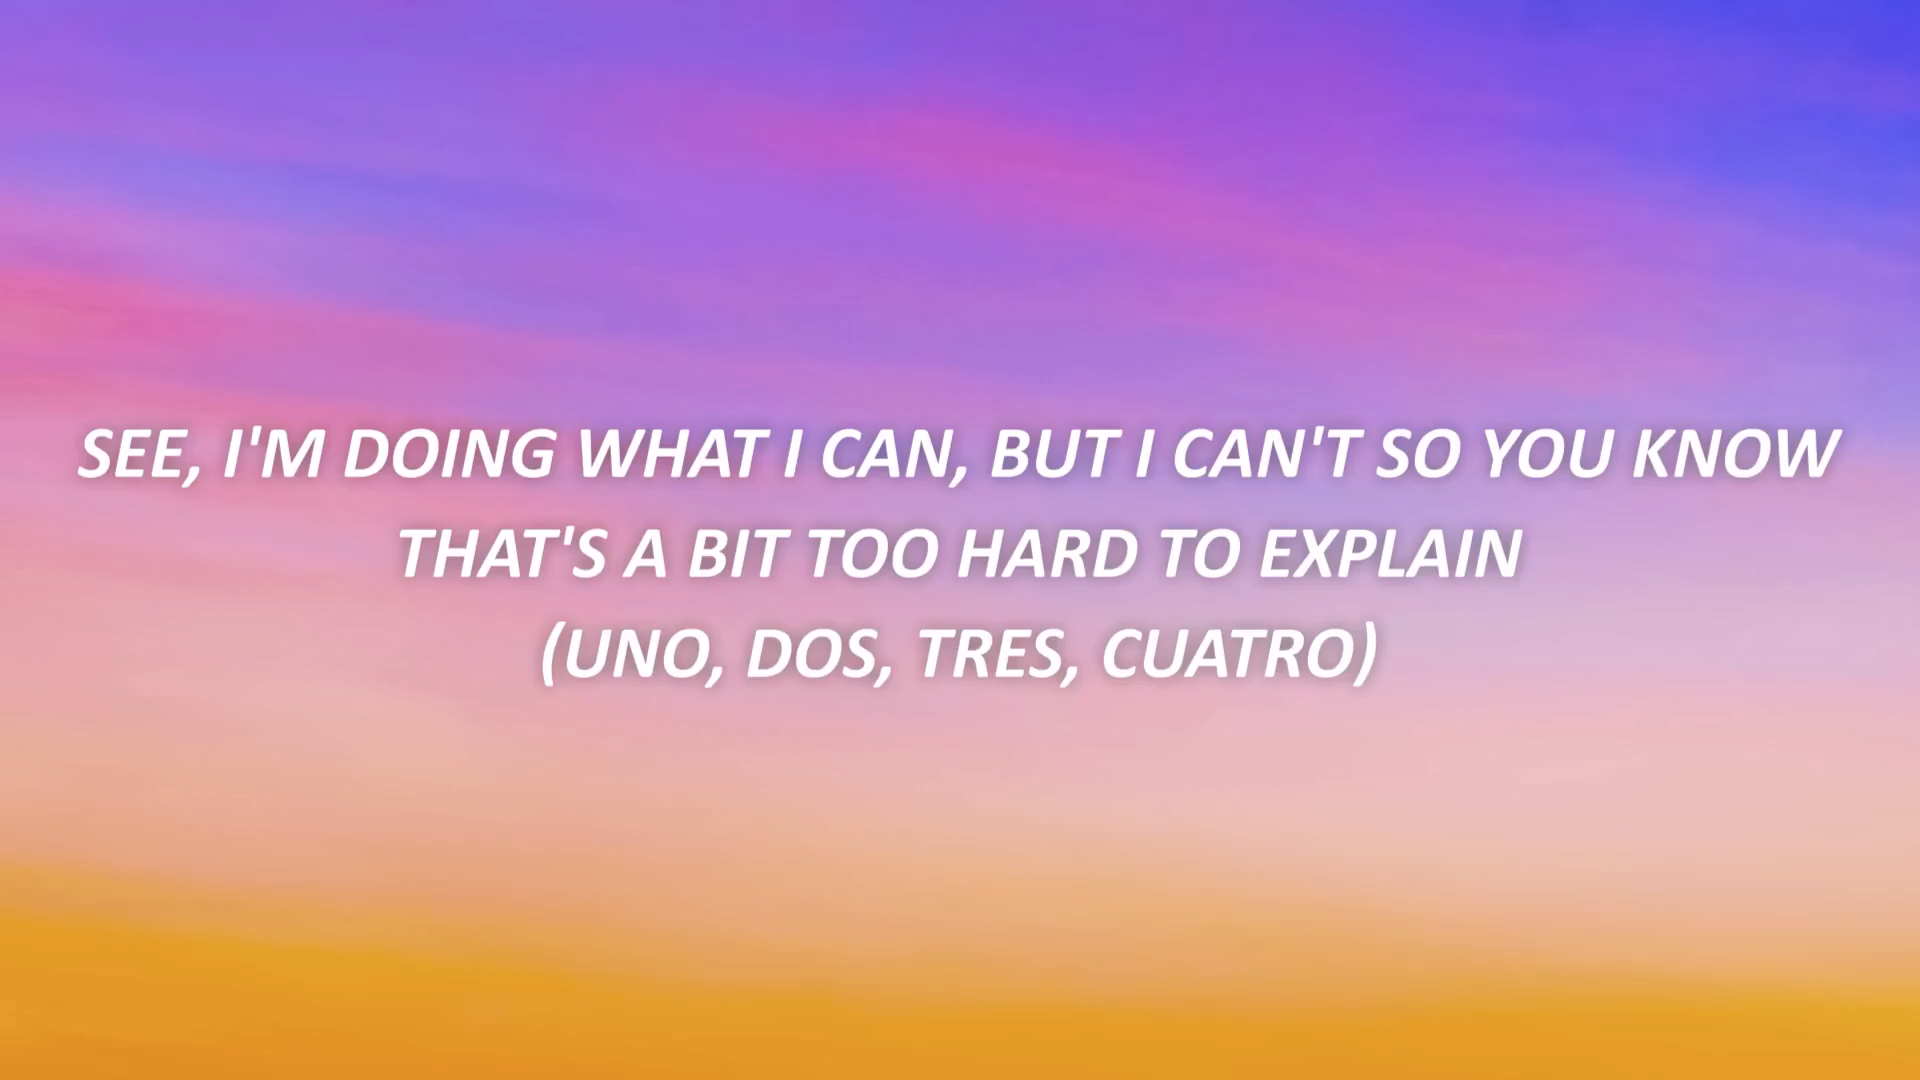 SEE, I'M DOING WHAT I CAN, BUT I CAN'T SO YOU KNOW
THAT'S A BIT TOO HARD TO EXPLAIN
(UNO, DOS, TRES, CUATRO)